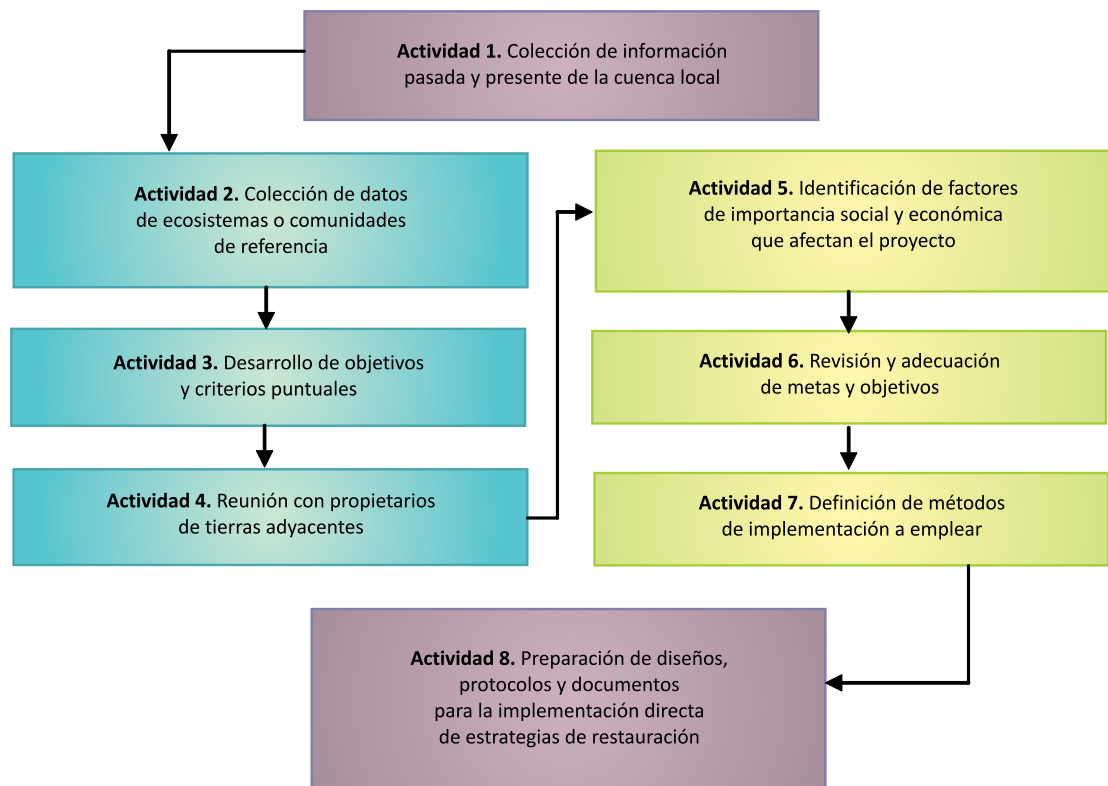 Actividad 1. Colección de información
pasada y presente de la cuenca local
Actividad 2. Colección de datos
de ecosistemas o comunidades
de referencia
Actividad 3. Desarrollo de objetivos
y criterios puntuales
Actividad 4. Reunión con propietarios
de tierras adyacentes
Actividad 5. Identificación de factores
de importancia social y económica
que afectan el proyecto
Actividad 6. Revisión y adecuación
de metas y objetivos
Actividad 7. Definición de métodos
de implementación a emplear
Actividad 8. Preparación de diseños,
protocolos y documentos
para la implementación directa
de estrategias de restauración